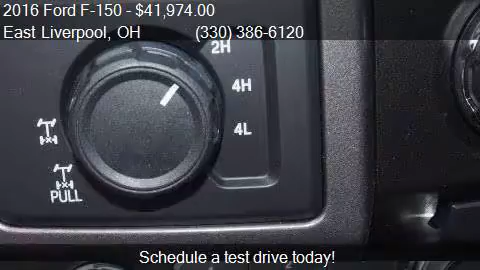 2016 Ford F-150 - $41,974.00
East Liverpool, OH (330) 386-6120
2H
4H
4L
PULL
Schedule a test drive today!